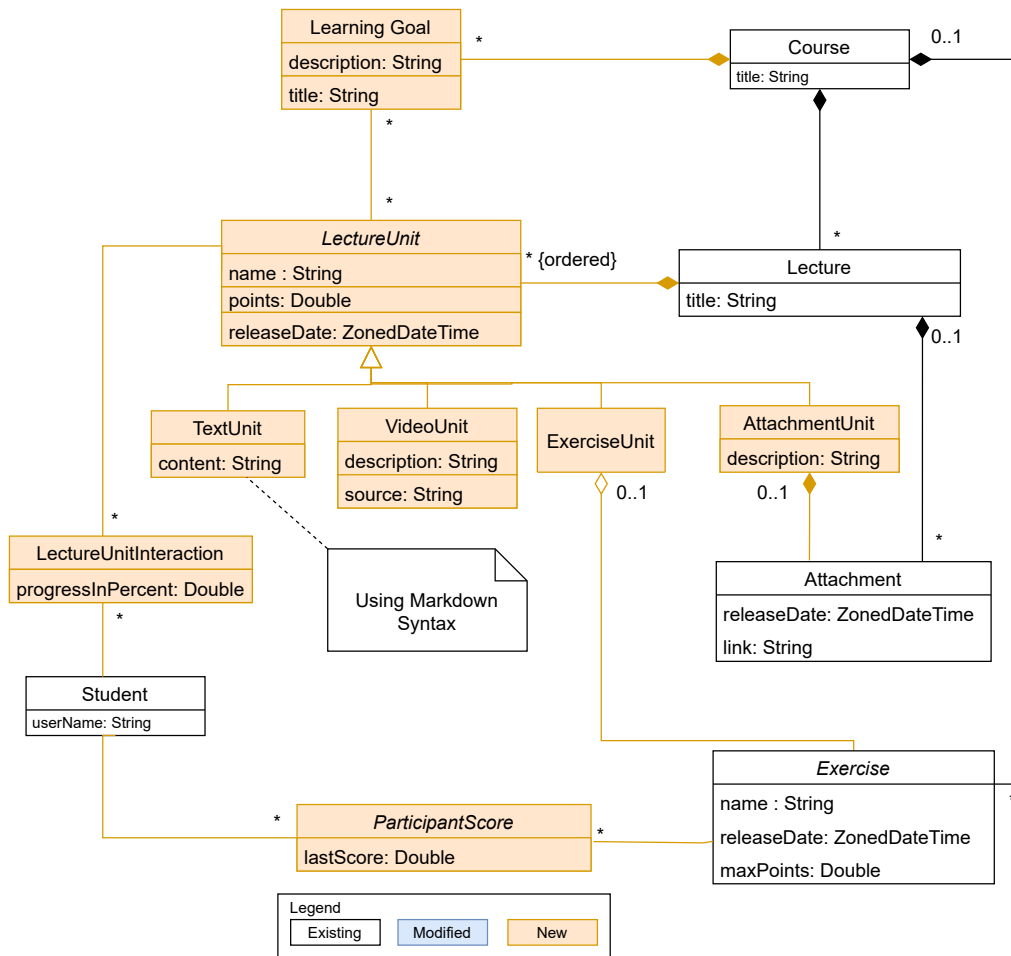 Learning Goal
description: String
title: String
*
Course
title: String
0..1
*
*
LectureUnit
name : String
points: Double
releaseDate: ZonedDateTime
* {ordered}
*
Lecture
title: String
0..1
TextUnit
content: String
VideoUnit
description: String
source: String
ExerciseUnit
0..1
AttachmentUnit
description: String
0..1
*
LectureUnitInteraction
progressInPercent: Double
*
Using Markdown
Syntax
*
Attachment
releaseDate: ZonedDateTime
link: String
Student
userName: String
*
ParticipantScore
lastScore: Double
*
Exercise
name : String
releaseDate: ZonedDateTime
maxPoints: Double
*
Legend
Existing
Modified
New